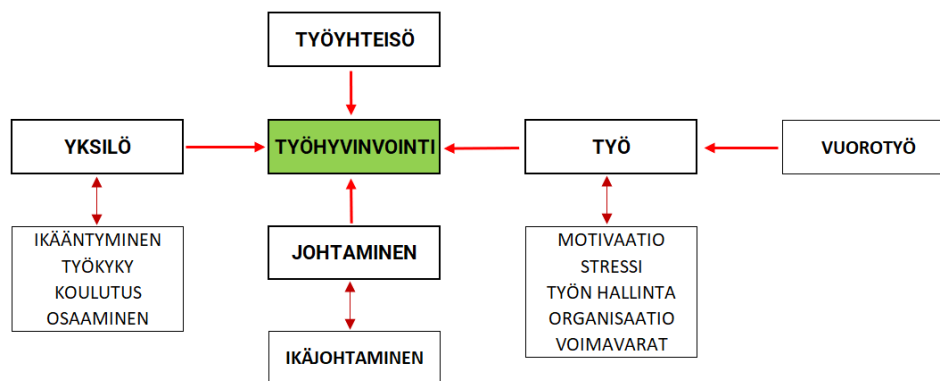 TYÖYHTEISÖ
YKSILÖ
TYÖHYVINVOINTI
TYÖ
VUOROTYÖ
IKÄÄNTYMINEN
TYÖKYKY
KOULUTUS
OSAAMINEN
JOHTAMINEN
MOTIVAATIO
STRESSI
TYÖN HALLINTA
ORGANISAATIO
VOIMAVARAT
IKÄJOHTAMINEN